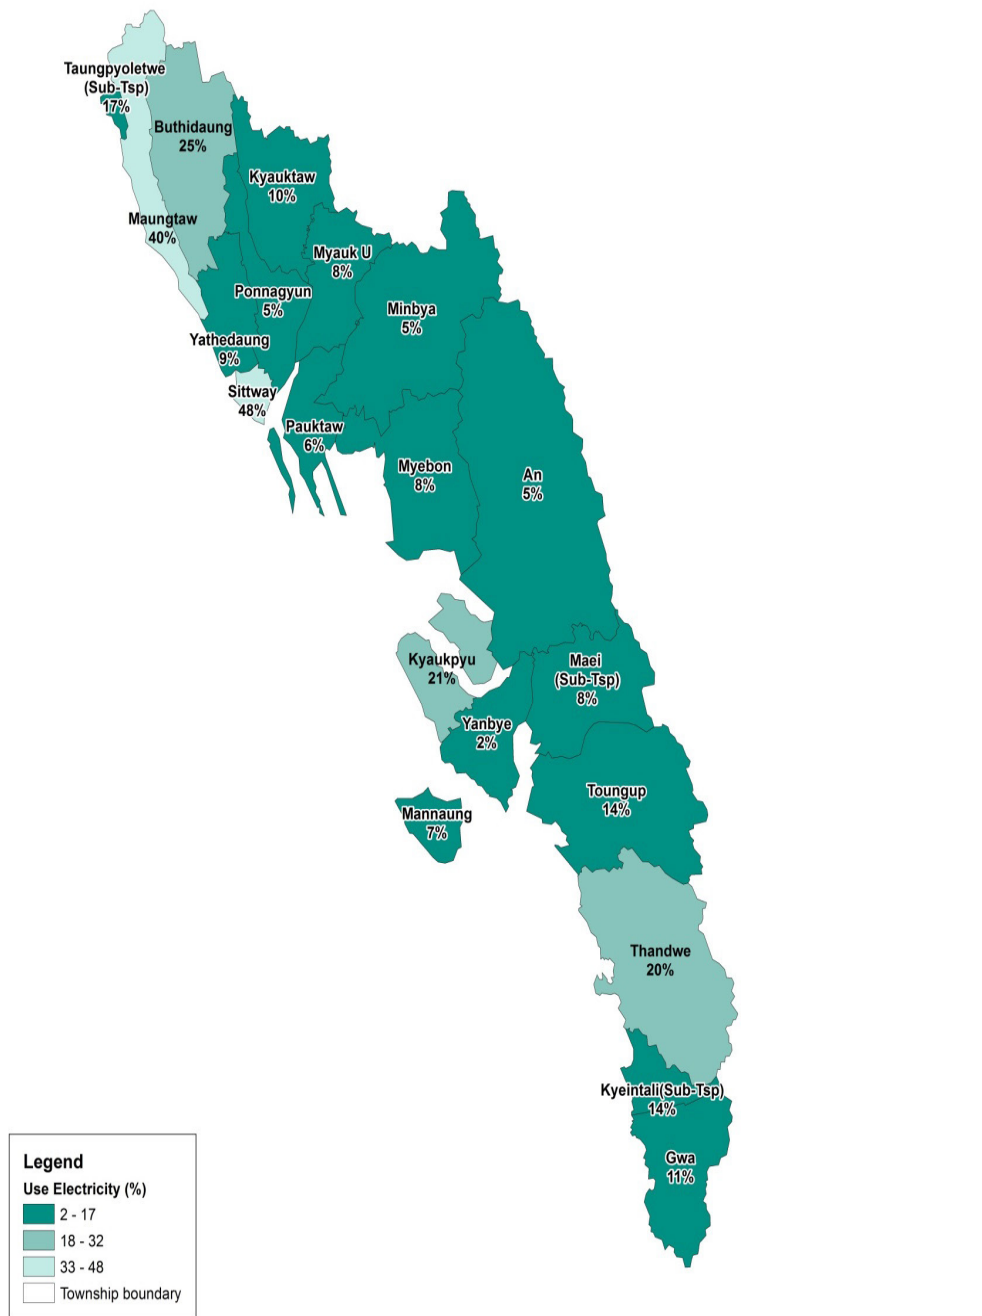 Taungpyoletwe
(Sub-Tsp)
17%
Buthidaung
25%
Kyauktaw
10%
Maungtaw
40%
Myauk U
8%
Ponnagyun
5%
Minbya
5%
Yathedaung
9%
Sittway
48%
Pauktaw
6%
Myebon
8%
An
5%
Kyaukpyu
21%
Maei
(Sub-Tsp)
8%
Yanbye
2%
Toungup
14%
Mannaung
7%
Thandwe
20%
Kyeintali(Sub-Tsp)
14%
Gwa
11%
Legend
Use Electricity (%)
2 - 17
18 - 32
33 - 48
Township boundary